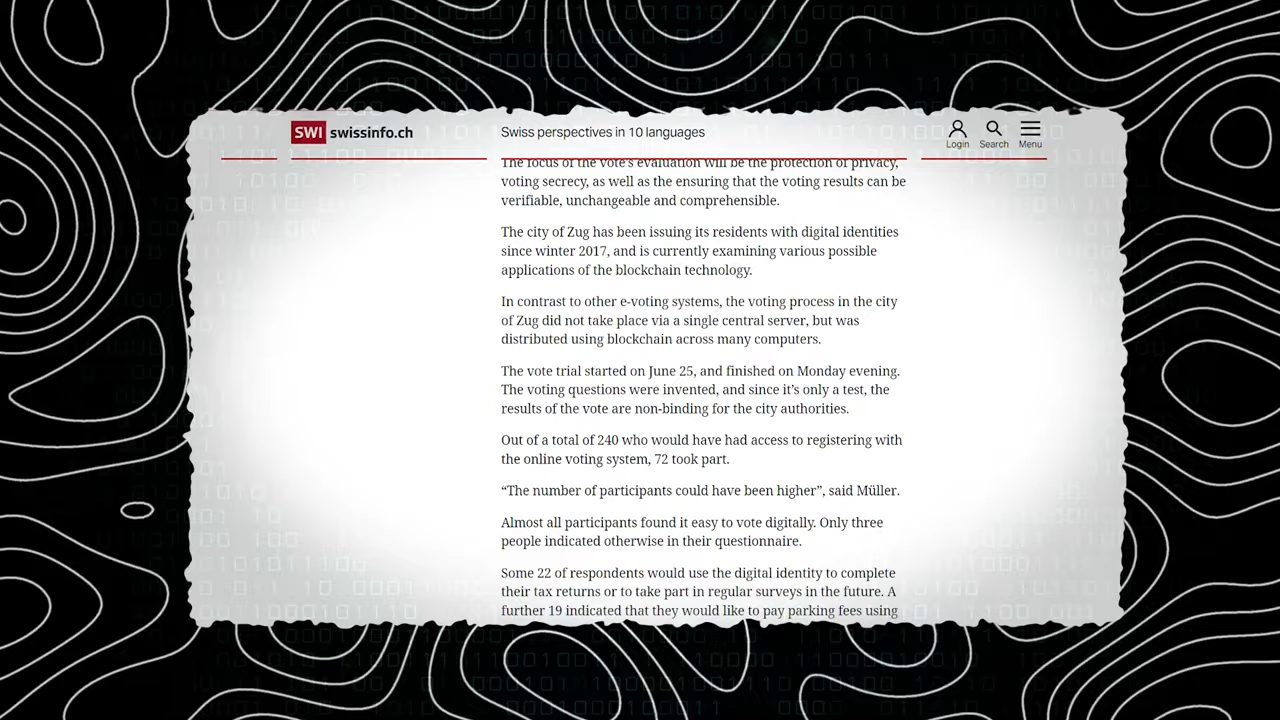 SWI swissinfo.ch
Swiss perspectives in 10 languages
Login Search Menu
The focus of the vote's evaluation will be the protection of privacy,
voting secrecy, as well as the ensuring that the voting results can be
verifiable, unchangeable and comprehensible.
The city of Zug has been issuing its residents with digital identities
since winter 2017, and is currently examining various possible
applications of the blockchain technology.
In contrast to other e-voting systems, the voting process in the city
of Zug did not take place via a single central server, but was
distributed using blockchain across many computers.
The vote trial started on June 25, and finished on Monday evening.
The voting questions were invented, and since it's only a test, the
results of the vote are non-binding for the city authorities.
Out of a total of 240 who would have had access to registering with
the online voting system, 72 took part.
“The number of participants could have been higher”, said Müller.
Almost all participants found it easy to vote digitally. Only three
people indicated otherwise in their questionnaire.
Some 22 of respondents would use the digital identity to complete
their tax returns or to take part in regular surveys in the future. A
further 19 indicated that they would like to pay parking fees using